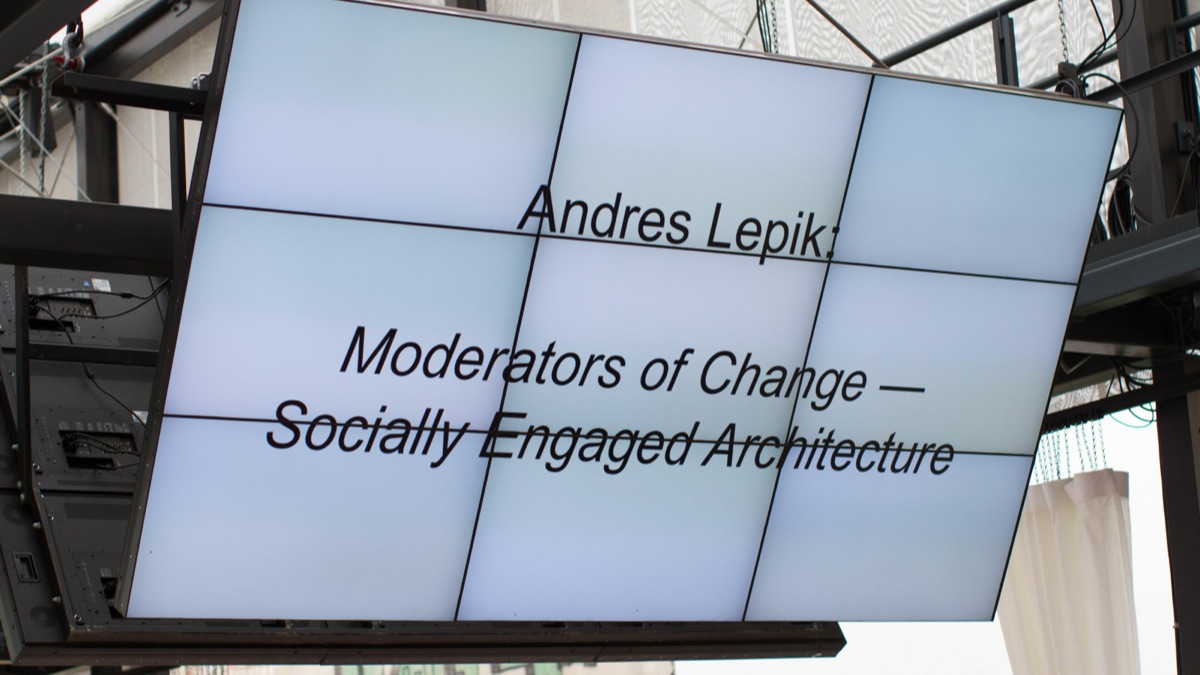 Andres Lepik:
Moderators of Change —
Socially Engaged Architecture